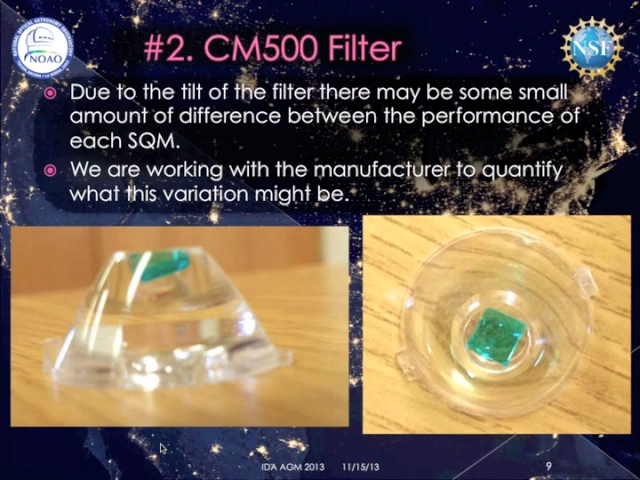 NOAO
#2. CM500 Filter
NSF
Due to the tilt of the filter there may be some small
amount of difference between the performance of
each SQM.
We are working with the manufacturer to quantify
what this variation might be.
IDA AGM 2013 11/15/13 9